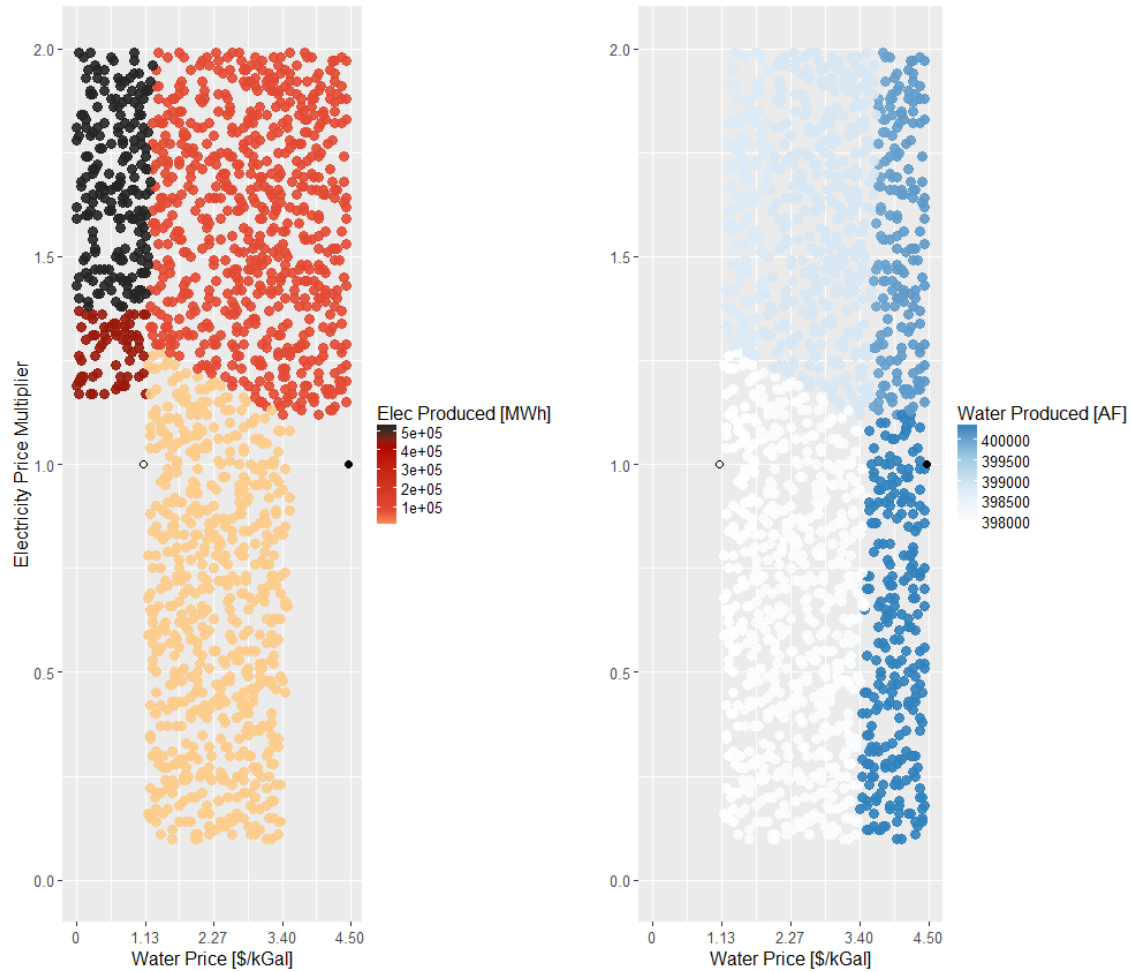 2.0
1.5
1.0
0.5
0.0
Electricity Price Multiplier
0 1.13 2.27 3.40 4.50
Water Price [$/kGal]
Elec Produced [MWh]
5e+05
4e+05
3e+05
2e+05
1e+05
2.0
1.5
1.0
0.5
0.0
0 1.13 2.27 3.40 4.50
Water Price [$/kGal]
Water Produced [AF]
400000
399500
399000
398500
398000